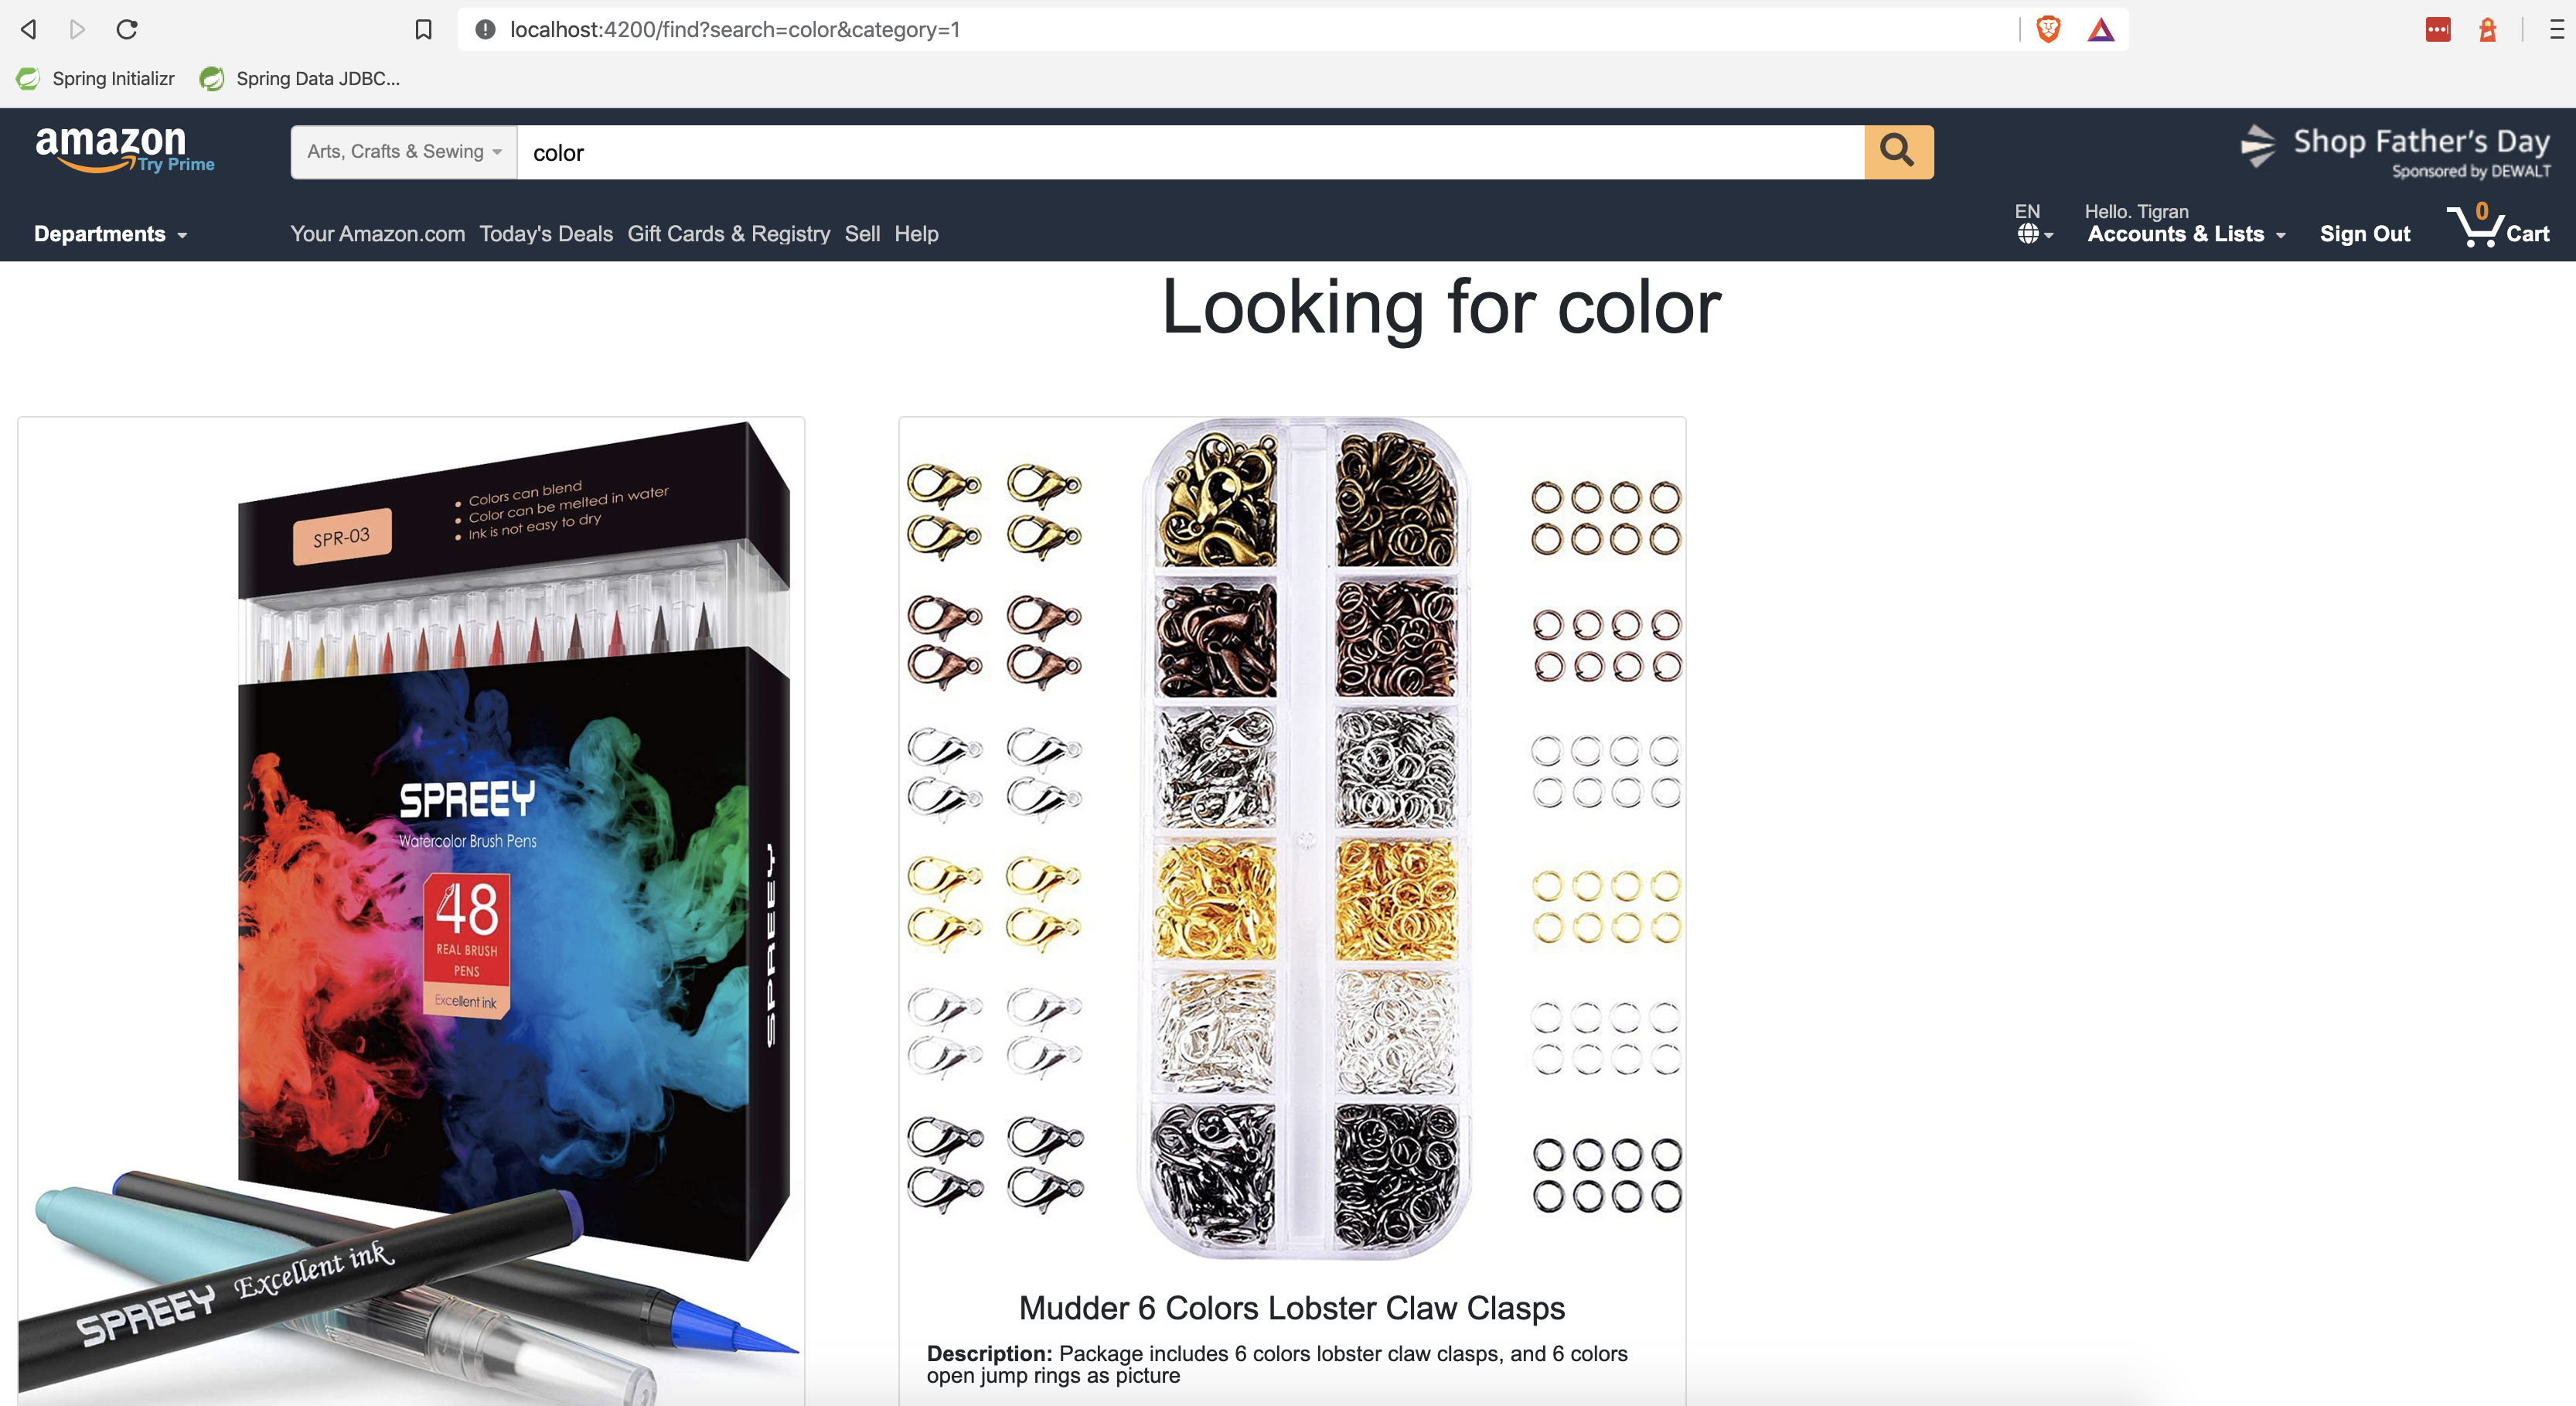 localhost:4200/find?search=color&category=1
Spring Initializr
Spring Data JDBC...
amazon
Try Prime
Arts, Crafts & Sewing
color
Shop Father's Day
Sponsored by DEWALT
Departments
Your Amazon.com
Today's Deals
Gift Cards & Registry
Sell
Help
EN
Hello. Tigran
Accounts & Lists
Sign Out
0
Cart
Looking for color
SPR-03
• Colors can blend
• Color can be melted in water
• Ink is not easy to dry
SPREEY
Watercolor Brush Pens
48
REAL BRUSH
PENS
Excellent ink
SPREEY
SPREEY Excellent ink
Mudder 6 Colors Lobster Claw Clasps
Description: Package includes 6 colors lobster claw clasps, and 6 colors
open jump rings as picture